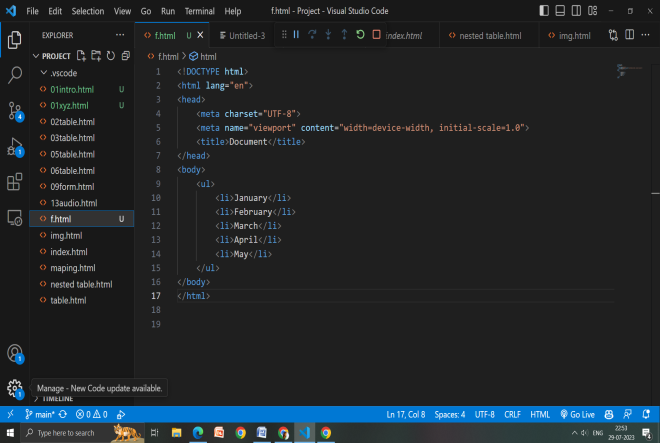 File Edit Selection View Go Run Terminal Help f.html - Project - Visual Studio Code
EXPLORER
f.html Untitled-3 index.html nested table.html img.html
PROJECT
f.html > html
.vscode
01intro.html U
01xyz.html U
02table.html
03table.html
05table.html
06table.html
09form.html
13audio.html
f.html U
img.html
index.html
maping.html
nested table.html
table.html
1 <!DOCTYPE html>
2 <html lang="en">
3 <head>
4 <meta charset="UTF-8">
5 <meta name="viewport" content="width=device-width, initial-scale=1.0">
6 <title>Document</title>
7 </head>
8 <body>
9 <ul>
10 <li>January</li>
11 <li>February</li>
12 <li>March</li>
13 <li>April</li>
14 <li>May</li>
15 </ul>
16 </body>
17 </html>
18
19
4
1
1
1
Manage - New Code update available.
TIMELINE
main* 0 0 Ln 17, Col 8 Spaces: 4 UTF-8 CRLF HTML Go Live
Type here to search ENG 22:53
29-07-2023